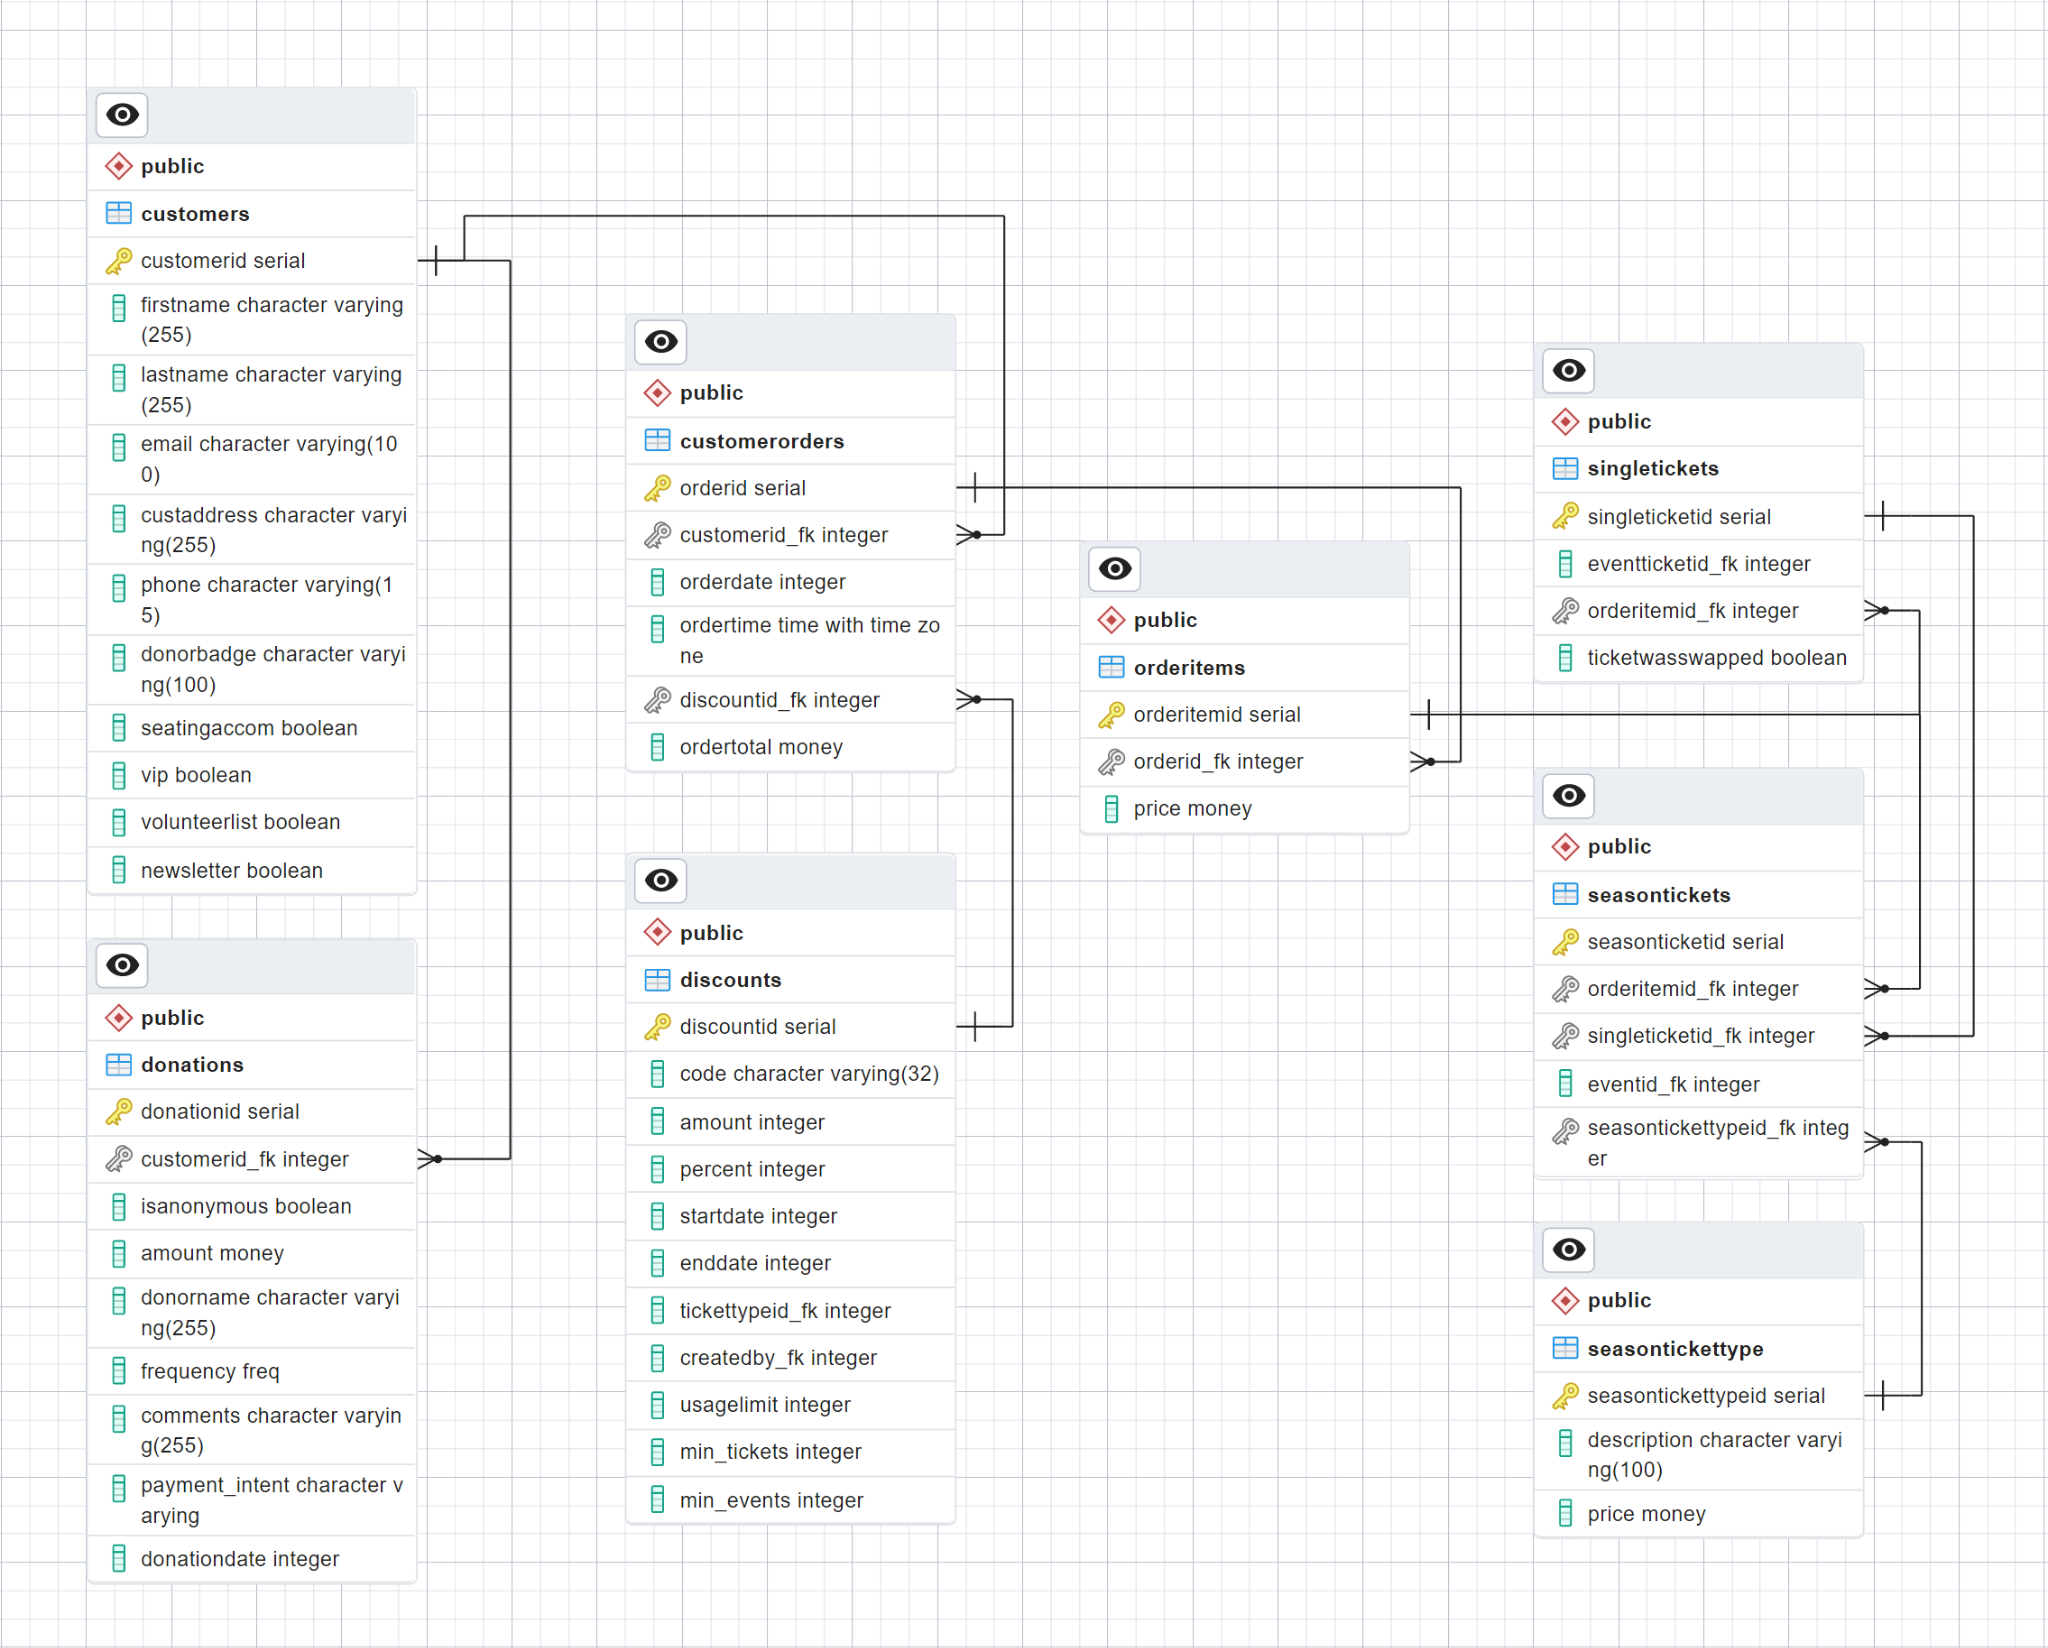 public
customers
customerid serial
firstname character varying
(255)
lastname character varying
(255)
email character varying(10
0)
custaddress character varyi
ng(255)
phone character varying(1
5)
donorbadge character varyi
ng(100)
seatingaccom boolean
vip boolean
volunteerlist boolean
newsletter boolean
public
donations
donationid serial
customerid_fk integer
isanonymous boolean
amount money
donorname character varyi
ng(255)
frequency freq
comments character varyin
g(255)
payment_intent character v
arying
donationdate integer
public
customerorders
orderid serial
customerid_fk integer
orderdate integer
ordertime time with time zo
ne
discountid_fk integer
ordertotal money
public
discounts
discountid serial
code character varying(32)
amount integer
percent integer
startdate integer
enddate integer
tickettypeid_fk integer
createdby_fk integer
usagelimit integer
min_tickets integer
min_events integer
public
orderitems
orderitemid serial
orderid_fk integer
price money
public
singletickets
singleticketid serial
eventticketid_fk integer
orderitemid_fk integer
ticketwasswapped boolean
public
seasontickets
seasonticketid serial
orderitemid_fk integer
singleticketid_fk integer
eventid_fk integer
seasontickettypeid_fk integ
er
public
seasontickettype
seasontickettypeid serial
description character varyi
ng(100)
price money